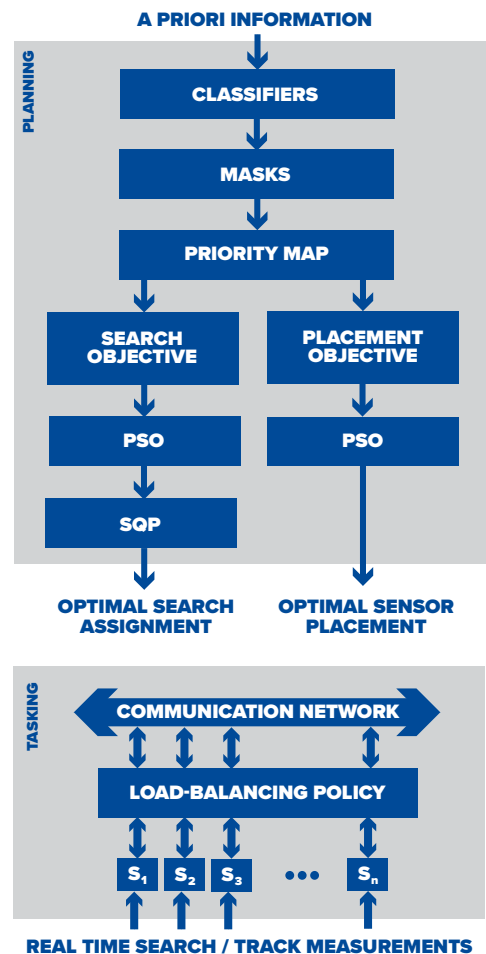 A PRIORI INFORMATION
PLANNING
CLASSIFIERS
MASKS
PRIORITY MAP
SEARCH
OBJECTIVE
PLACEMENT
OBJECTIVE
PSO
PSO
SQP
OPTIMAL SEARCH
ASSIGNMENT
OPTIMAL SENSOR
PLACEMENT
TASKING
COMMUNICATION NETWORK
LOAD-BALANCING POLICY
S₁ S₂ S₃ ••• Sₙ
REAL TIME SEARCH / TRACK MEASUREMENTS